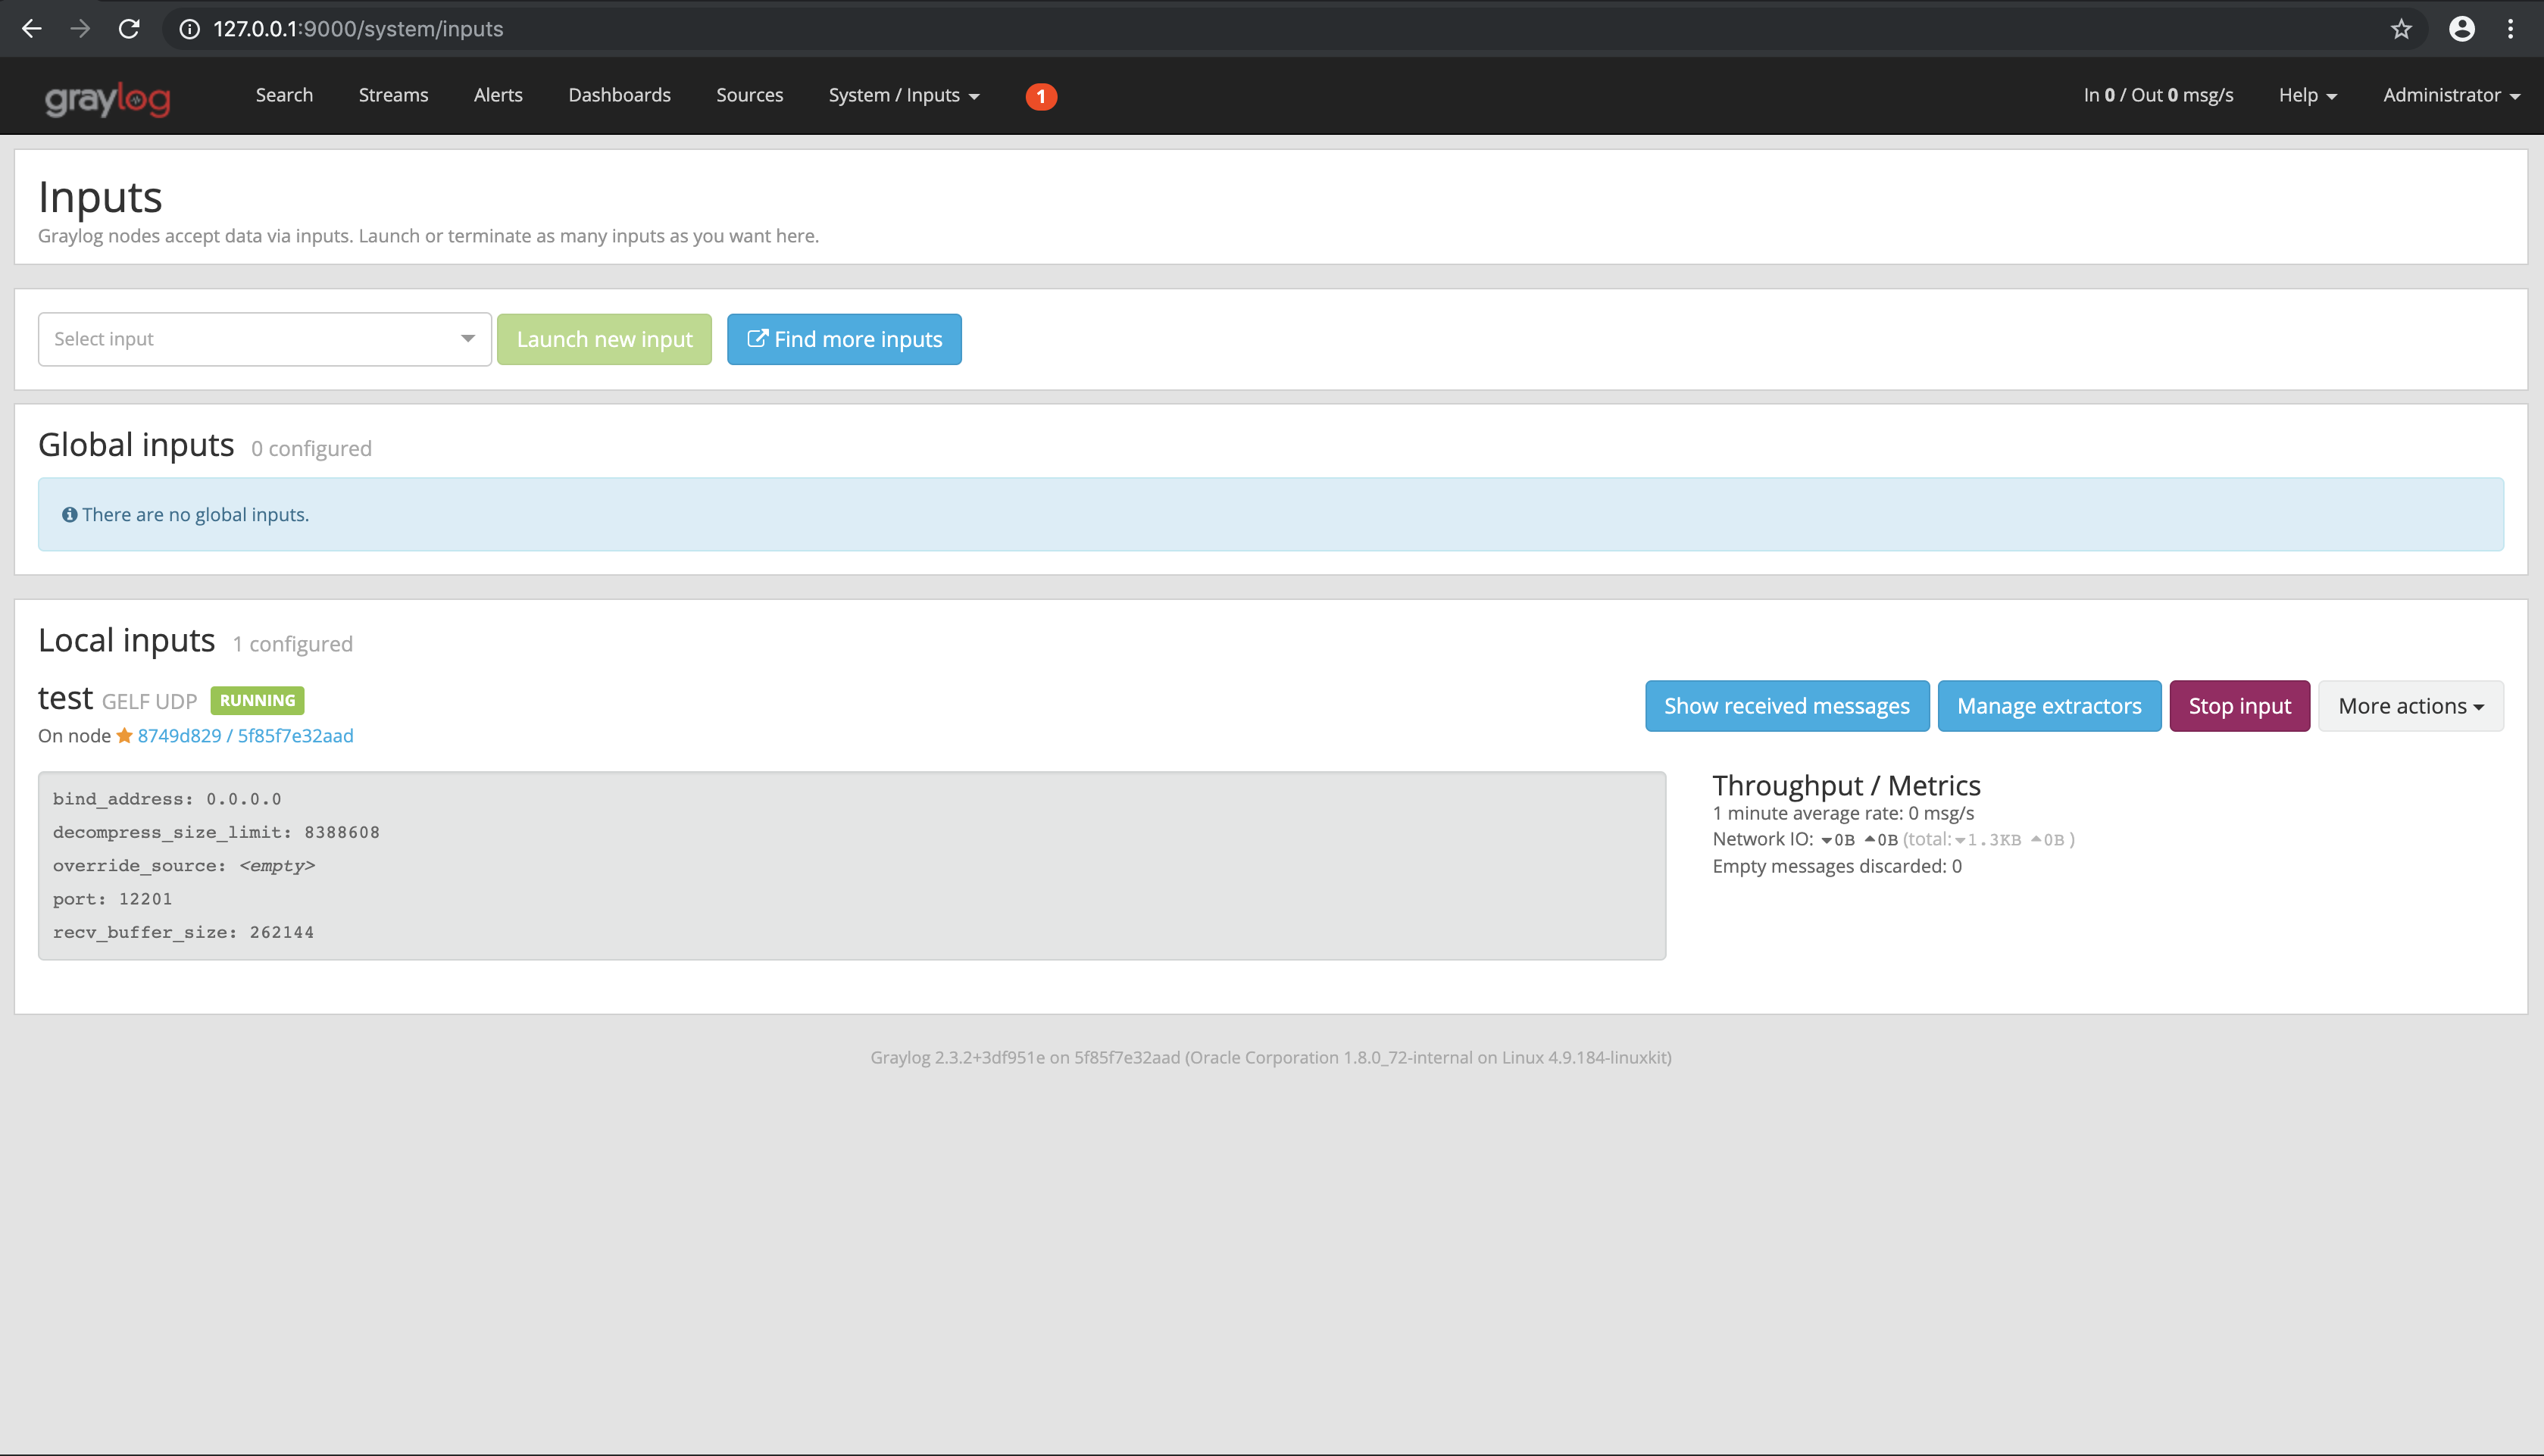 127.0.0.1:9000/system/inputs
graylog Search Streams Alerts Dashboards Sources System / Inputs 1 In 0 / Out 0 msg/s Help Administrator
Inputs
Graylog nodes accept data via inputs. Launch or terminate as many inputs as you want here.
Select input Launch new input Find more inputs
Global inputs 0 configured
There are no global inputs.
Local inputs 1 configured
test GELF UDP RUNNING
On node 8749d829 / 5f85f7e32aad
Show received messages Manage extractors Stop input More actions
bind_address: 0.0.0.0
decompress_size_limit: 8388608
override_source: <empty>
port: 12201
recv_buffer_size: 262144
Throughput / Metrics
1 minute average rate: 0 msg/s
Network IO: 0B 0B (total: 1.3KB 0B )
Empty messages discarded: 0
Graylog 2.3.2+3df951e on 5f85f7e32aad (Oracle Corporation 1.8.0_72-internal on Linux 4.9.184-linuxkit)